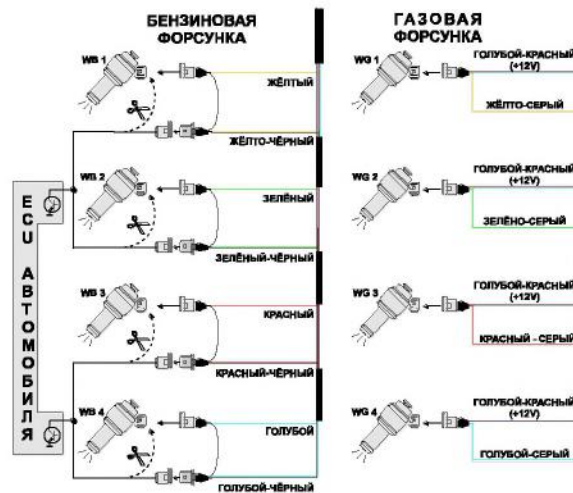 БЕНЗИНОВАЯ
ФОРСУНКА
ГАЗОВАЯ
ФОРСУНКА
WB 1
ЖЁЛТЫЙ
ЖЁЛТО-ЧЁРНЫЙ
WB 2
ЗЕЛЁНЫЙ
ЗЕЛЁНЫЙ-ЧЁРНЫЙ
WB 3
КРАСНЫЙ
КРАСНЫЙ-ЧЁРНЫЙ
WB 4
ГОЛУБОЙ
ГОЛУБОЙ-ЧЁРНЫЙ
ECU АВТОМОБИЛЯ
WG 1
ГОЛУБОЙ-КРАСНЫЙ
(+12V)
ЖЁЛТО-СЕРЫЙ
WG 2
ГОЛУБОЙ-КРАСНЫЙ
(+12V)
ЗЕЛЁНО-СЕРЫЙ
WG 3
ГОЛУБОЙ-КРАСНЫЙ
(+12V)
КРАСНЫЙ - СЕРЫЙ
WG 4
ГОЛУБОЙ-КРАСНЫЙ
(+12V)
ГОЛУБОЙ-СЕРЫЙ